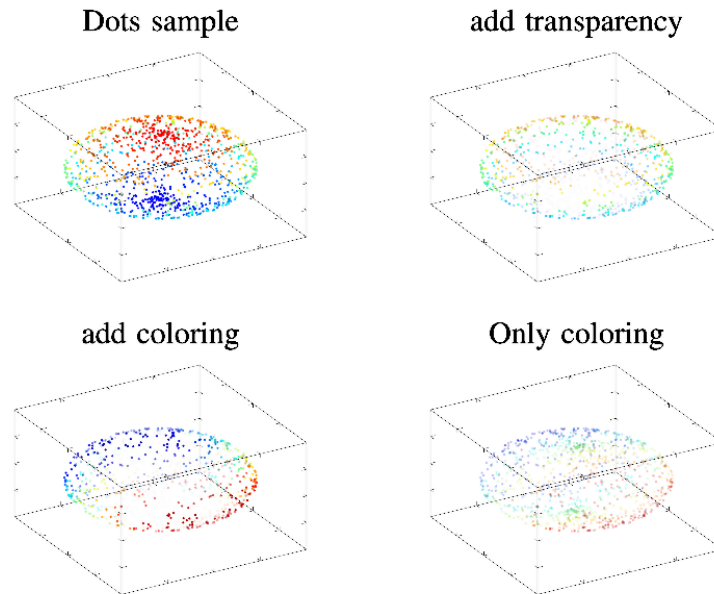 Dots sample
add transparency
add coloring
Only coloring